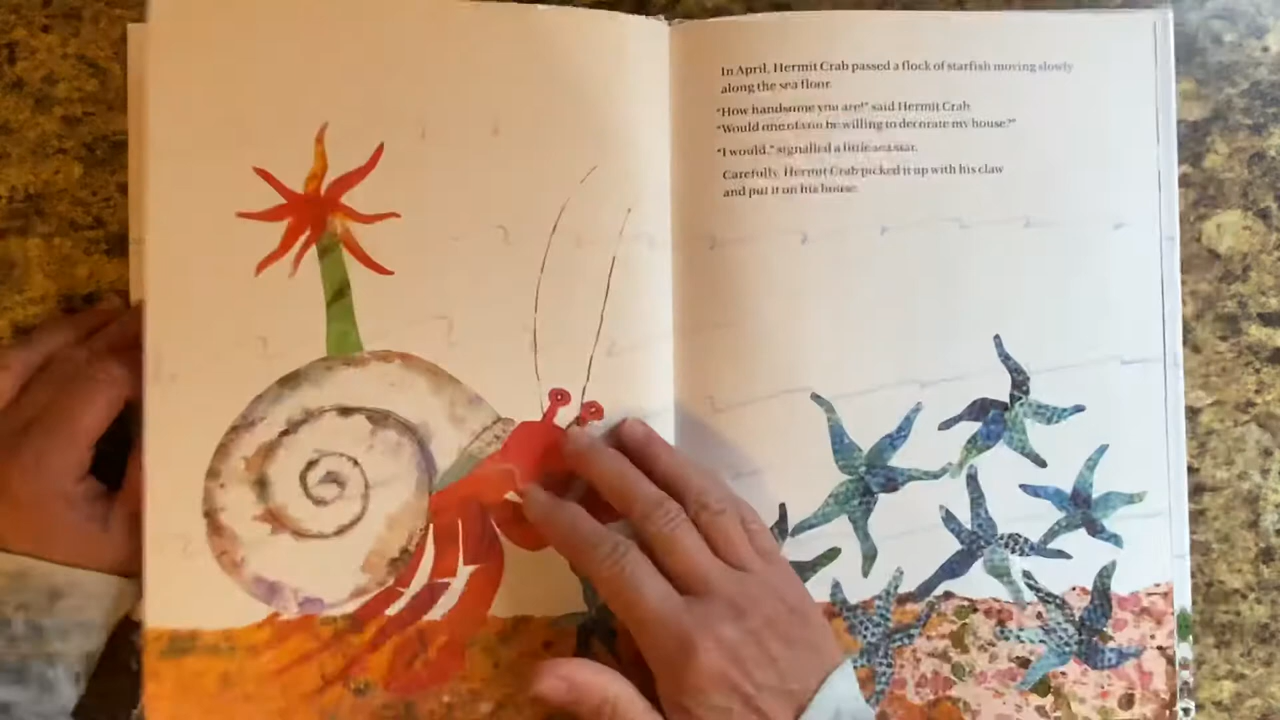 In April, Hermit Crab passed a flock of starfish moving slowly
along the sea floor.
“How handsome you are!” said Hermit Crab.
“Would one of you be willing to decorate my house?”
“I would,” signalled a little sea star.
Carefully, Hermit Crab picked it up with his claw
and put it on his house.